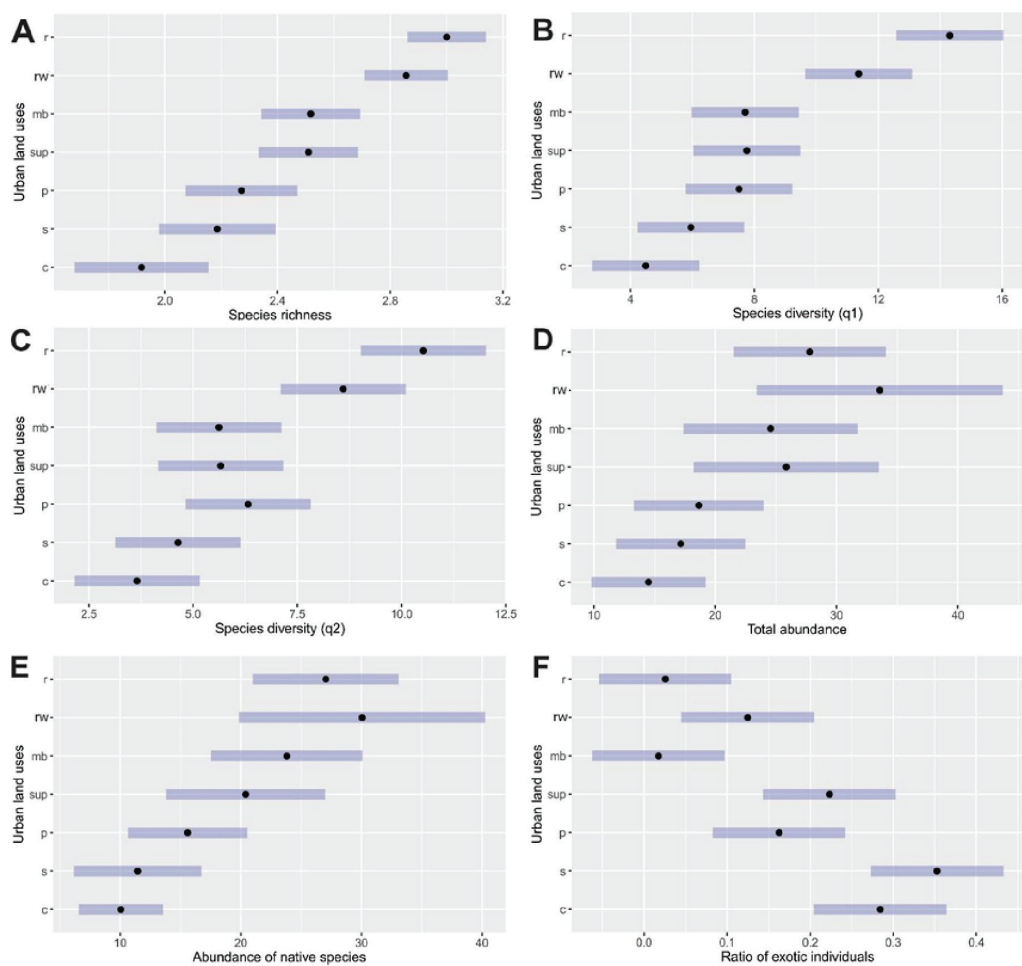 A
r
rw
mb
sup
p
s
c
Urban land uses
2.0
2.4
2.8
3.2
Species richness
B
r
rw
mb
sup
p
s
c
Urban land uses
4
8
12
16
Species diversity (q1)
C
r
rw
mb
sup
p
s
c
Urban land uses
2.5
5.0
7.5
10.0
12.5
Species diversity (q2)
D
r
rw
mb
sup
p
s
c
Urban land uses
10
20
30
40
Total abundance
E
r
rw
mb
sup
p
s
c
Urban land uses
10
20
30
40
Abundance of native species
F
r
rw
mb
sup
p
s
c
Urban land uses
0.0
0.1
0.2
0.3
0.4
Ratio of exotic individuals